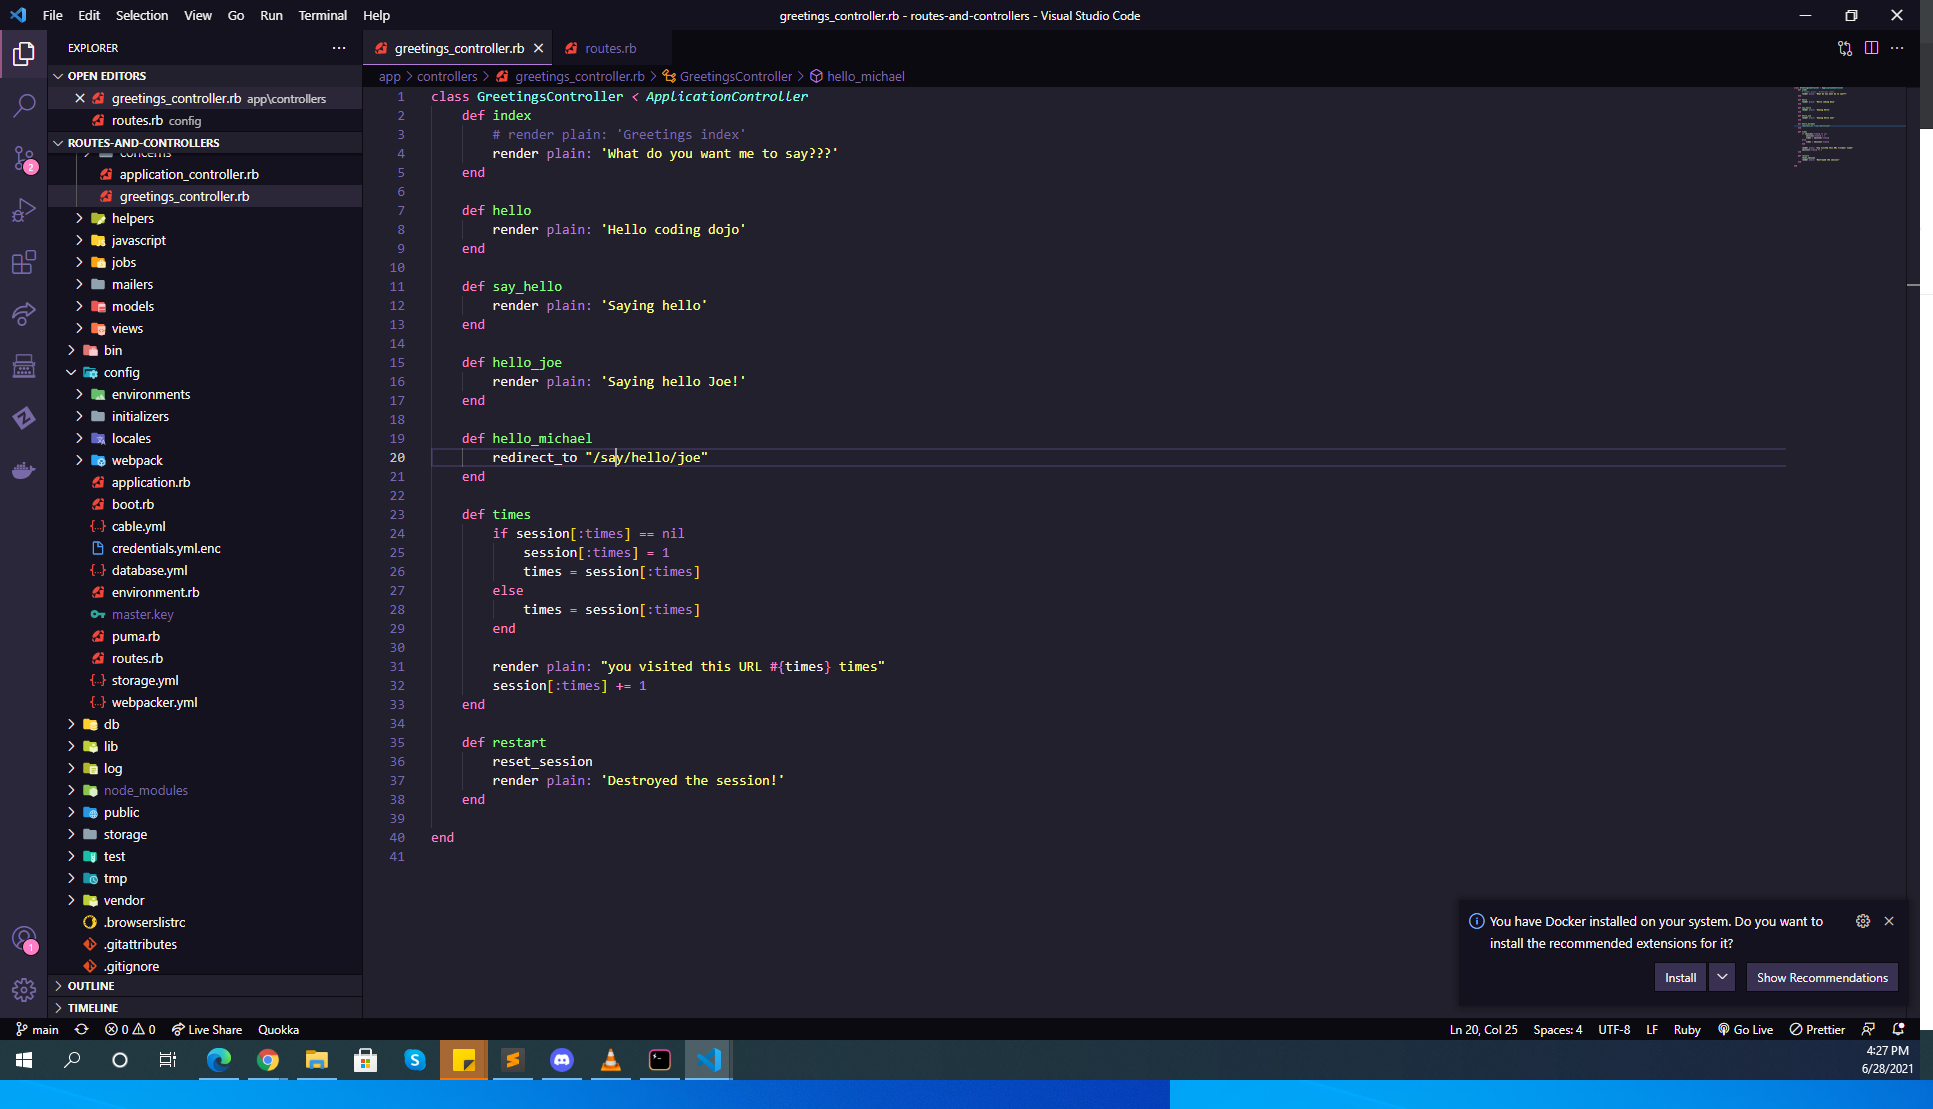 File Edit Selection View Go Run Terminal Help
greetings_controller.rb - routes-and-controllers - Visual Studio Code
EXPLORER
OPEN EDITORS
greetings_controller.rb app\controllers
routes.rb config
ROUTES-AND-CONTROLLERS
concerns
application_controller.rb
greetings_controller.rb
helpers
javascript
jobs
mailers
models
views
bin
config
environments
initializers
locales
webpack
application.rb
boot.rb
cable.yml
credentials.yml.enc
database.yml
environment.rb
master.key
puma.rb
routes.rb
storage.yml
webpacker.yml
db
lib
log
node_modules
public
storage
test
tmp
vendor
.browserslistrc
.gitattributes
.gitignore
OUTLINE
TIMELINE
2
1
greetings_controller.rb
routes.rb
app > controllers > greetings_controller.rb > GreetingsController > hello_michael
1 class GreetingsController < ApplicationController
2 def index
3 # render plain: 'Greetings index'
4 render plain: 'What do you want me to say???'
5 end
6
7 def hello
8 render plain: 'Hello coding dojo'
9 end
10
11 def say_hello
12 render plain: 'Saying hello'
13 end
14
15 def hello_joe
16 render plain: 'Saying hello Joe!'
17 end
18
19 def hello_michael
20 redirect_to "/say/hello/joe"
21 end
22
23 def times
24 if session[:times] == nil
25 session[:times] = 1
26 times = session[:times]
27 else
28 times = session[:times]
29 end
30
31 render plain: "you visited this URL #{times} times"
32 session[:times] += 1
33 end
34
35 def restart
36 reset_session
37 render plain: 'Destroyed the session!'
38 end
39
40 end
41
You have Docker installed on your system. Do you want to
install the recommended extensions for it?
Install
Show Recommendations
main 0 0 Live Share Quokka
Ln 20, Col 25 Spaces: 4 UTF-8 LF Ruby Go Live Prettier
4:27 PM
6/28/2021